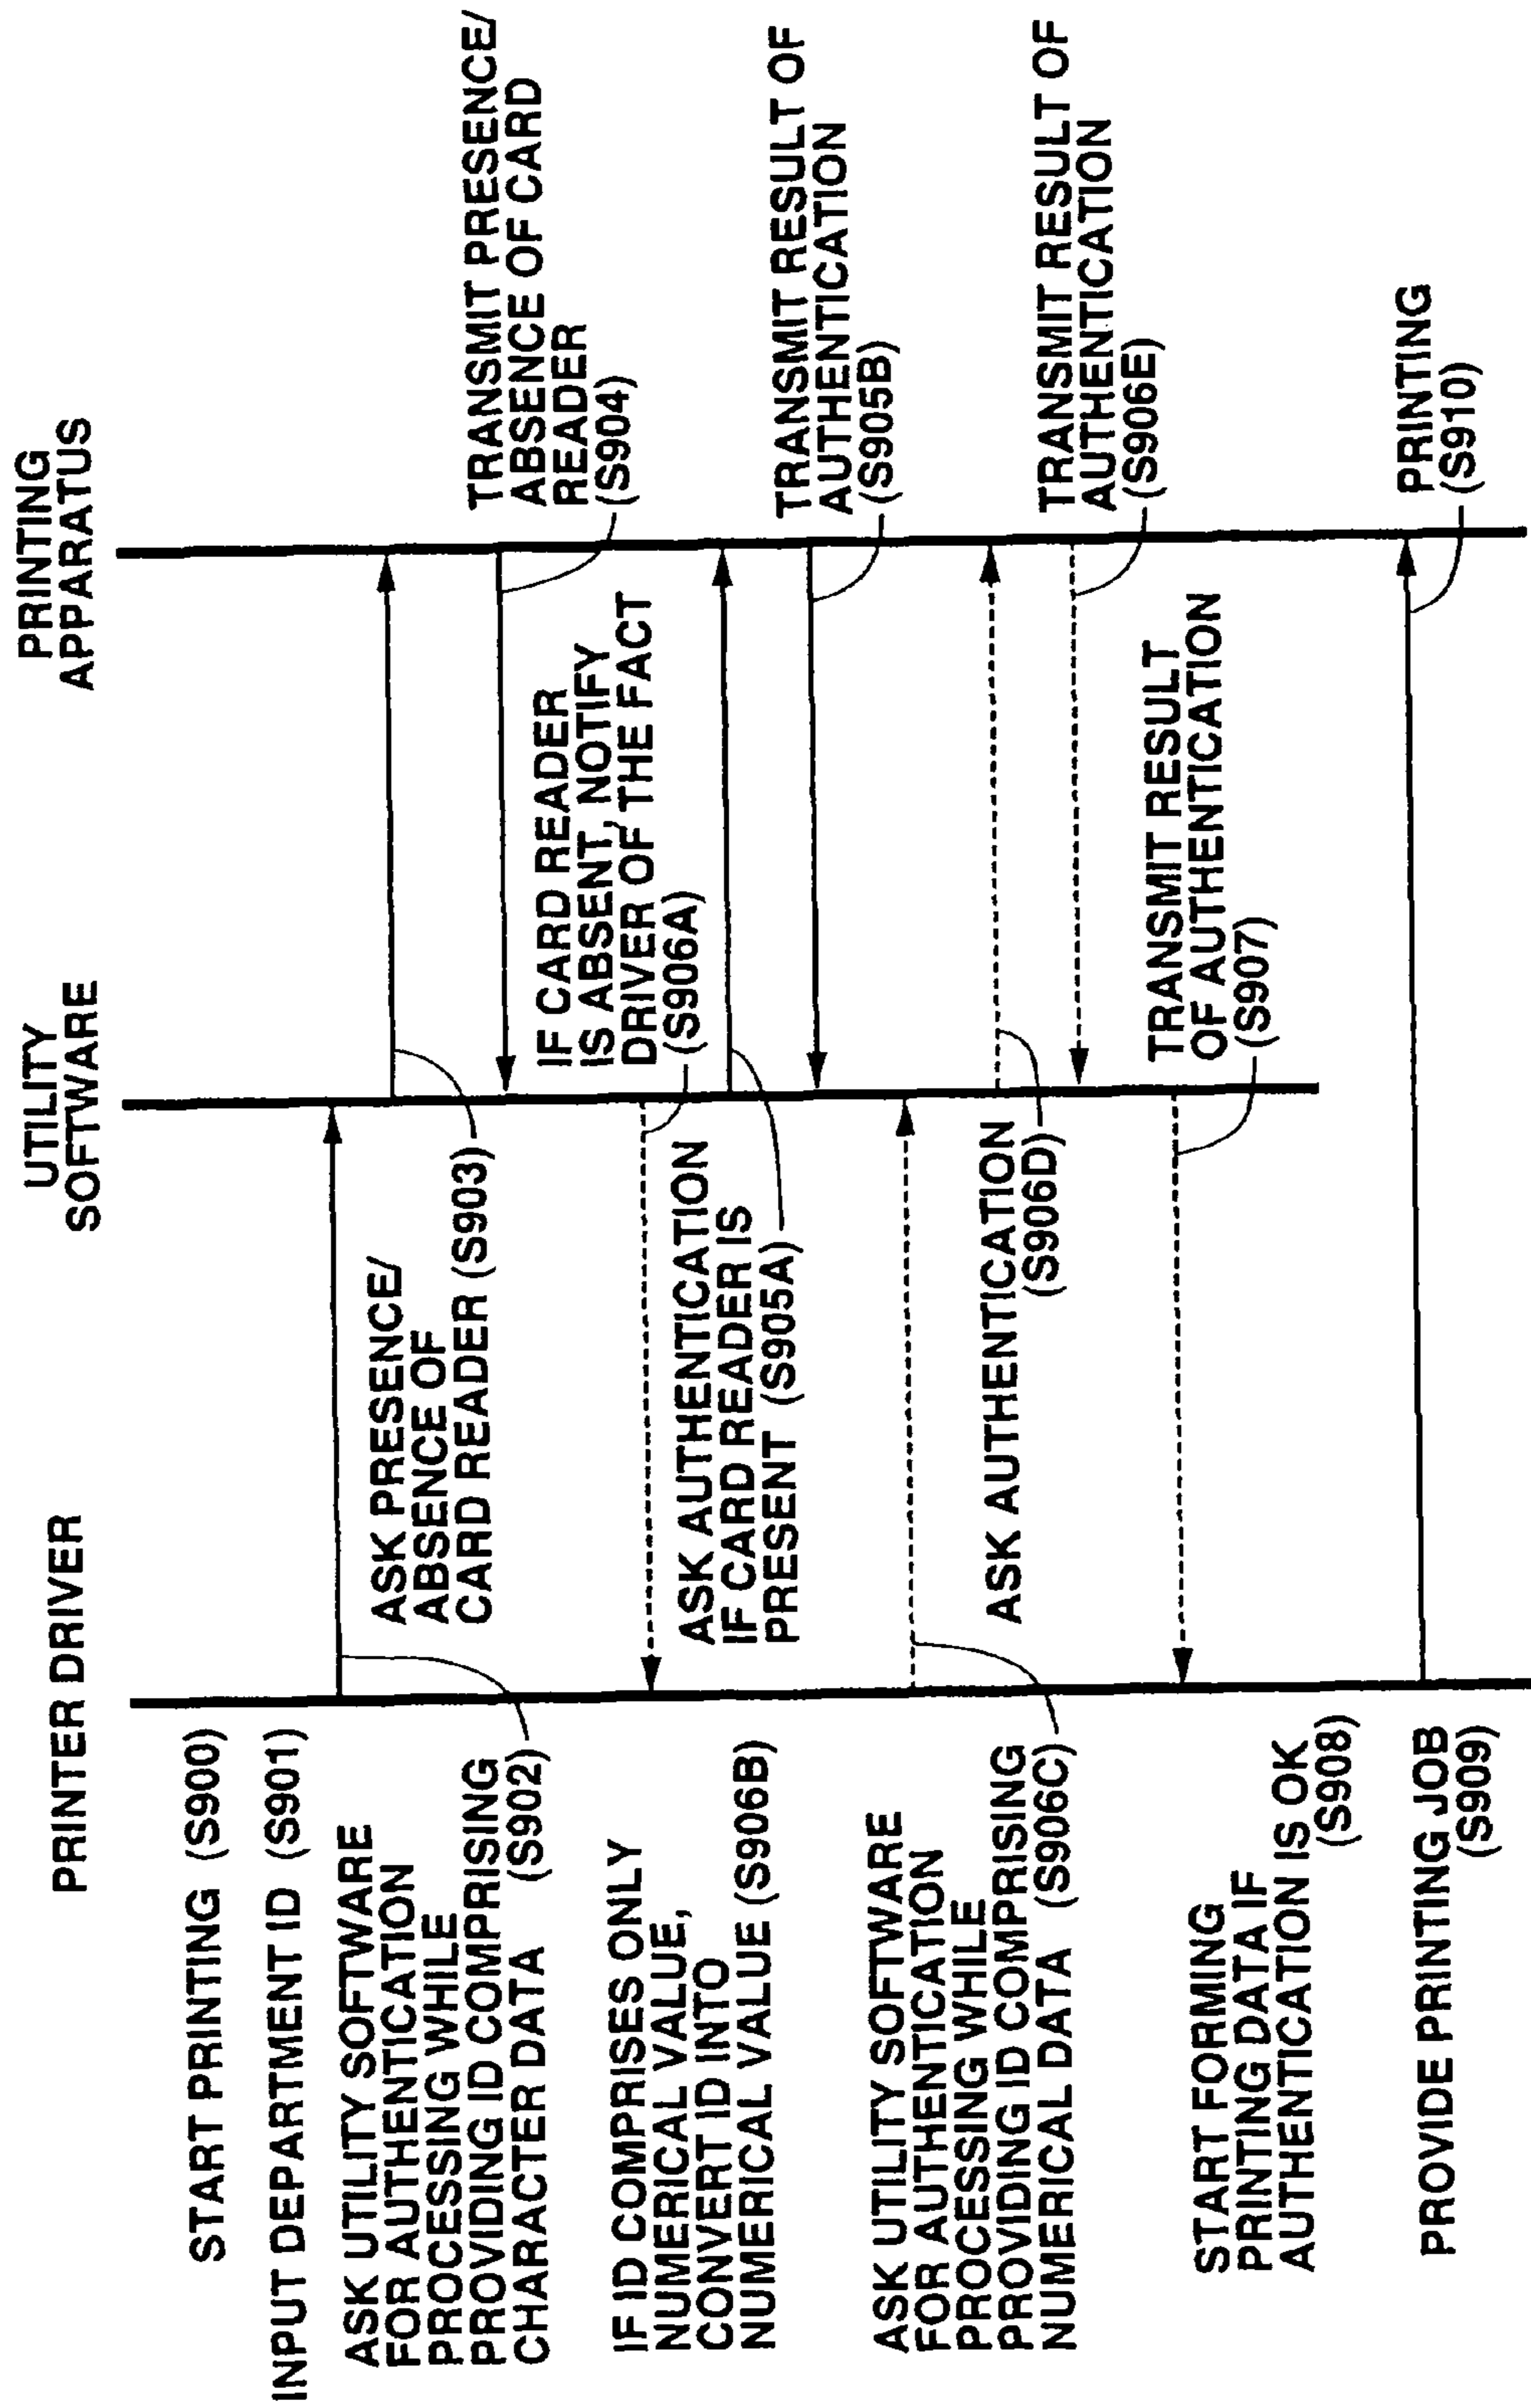 PRINTER DRIVER
UTILITY
SOFTWARE
PRINTING
APPARATUS
START PRINTING (S900)
INPUT DEPARTMENT ID (S901)
ASK UTILITY SOFTWARE
FOR AUTHENTICATION
PROCESSING WHILE
PROVIDING ID COMPRISING
CHARACTER DATA (S902)
ASK PRESENCE/
ABSENCE OF
CARD READER (S903)
TRANSMIT PRESENCE/
ABSENCE OF CARD
READER
(S904)
IF CARD READER
IS ABSENT, NOTIFY
DRIVER OF THE FACT
(S906A)
IF ID COMPRISES ONLY
NUMERICAL VALUE,
CONVERT ID INTO
NUMERICAL VALUE (S906B)
ASK AUTHENTICATION
IF CARD READER IS
PRESENT (S905A)
TRANSMIT RESULT OF
AUTHENTICATION
(S905B)
ASK UTILITY SOFTWARE
FOR AUTHENTICATION
PROCESSING WHILE
PROVIDING ID COMPRISING
NUMERICAL DATA (S906C)
ASK AUTHENTICATION
(S906D)
TRANSMIT RESULT OF
AUTHENTICATION
(S906E)
TRANSMIT RESULT
OF AUTHENTICATION
(S907)
START FORMING
PRINTING DATA IF
AUTHENTICATION IS OK
(S908)
PROVIDE PRINTING JOB
(S909)
PRINTING
(S910)